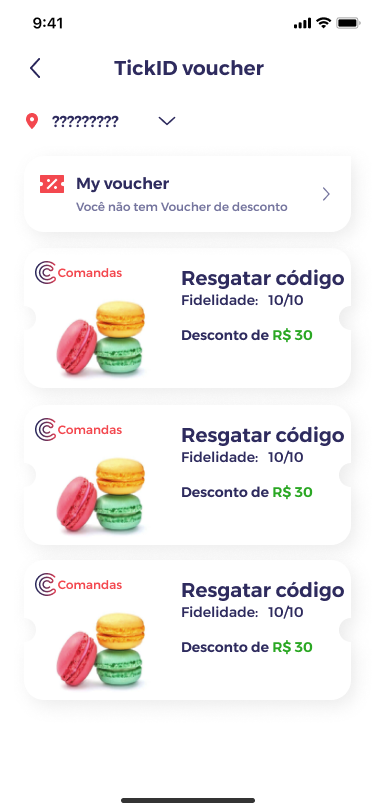 9:41
TickID voucher
?????????
My voucher
Você não tem Voucher de desconto
Comandas
Resgatar código
Fidelidade: 10/10
Desconto de R$ 30
Comandas
Resgatar código
Fidelidade: 10/10
Desconto de R$ 30
Comandas
Resgatar código
Fidelidade: 10/10
Desconto de R$ 30